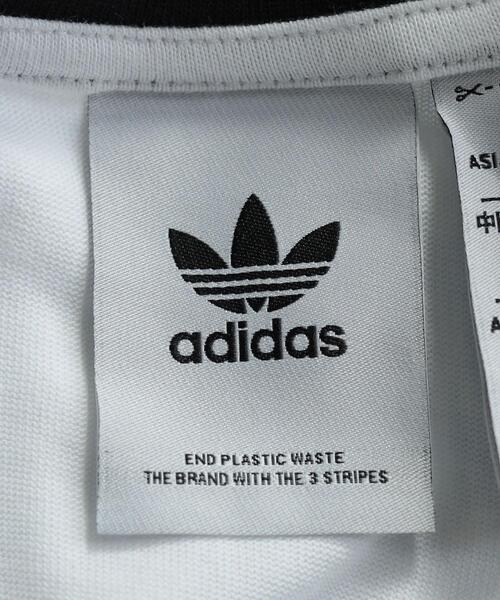 adidas
END PLASTIC WASTE
THE BRAND WITH THE 3 STRIPES
ASI
中
A